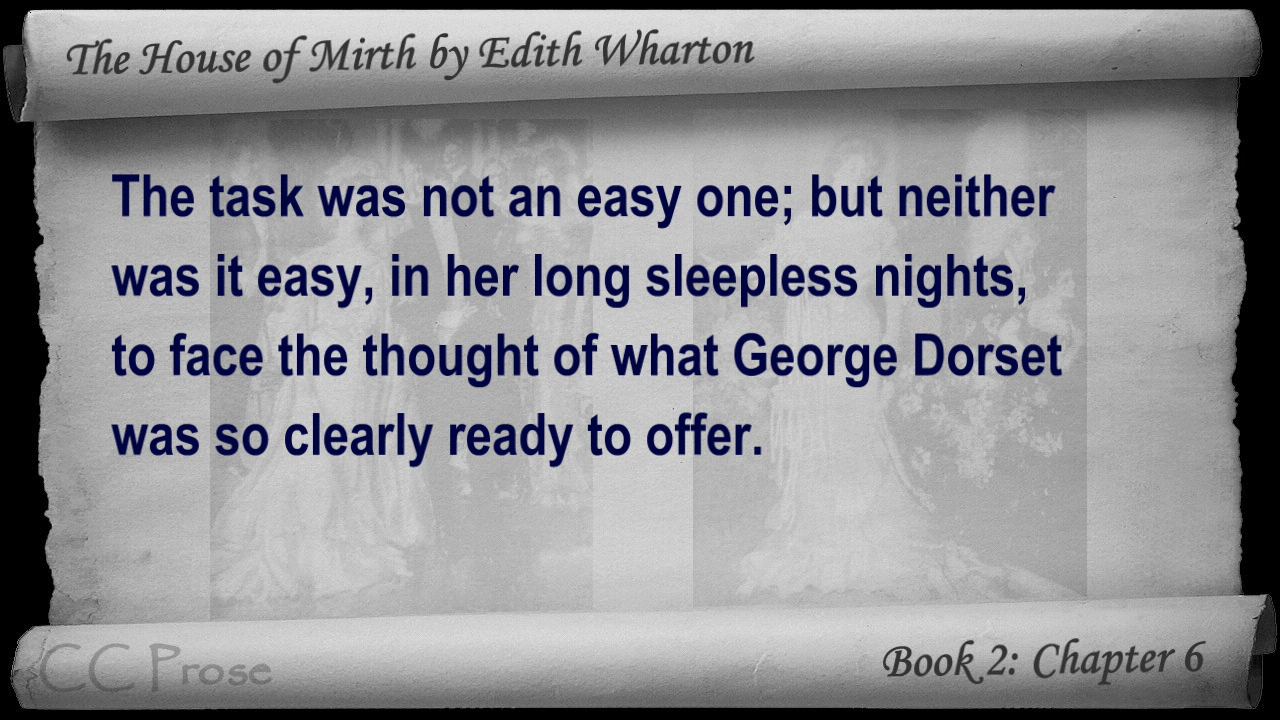 The House of Mirth by Edith Wharton
The task was not an easy one; but neither
was it easy, in her long sleepless nights,
to face the thought of what George Dorset
was so clearly ready to offer.
CC Prose
Book 2: Chapter 6